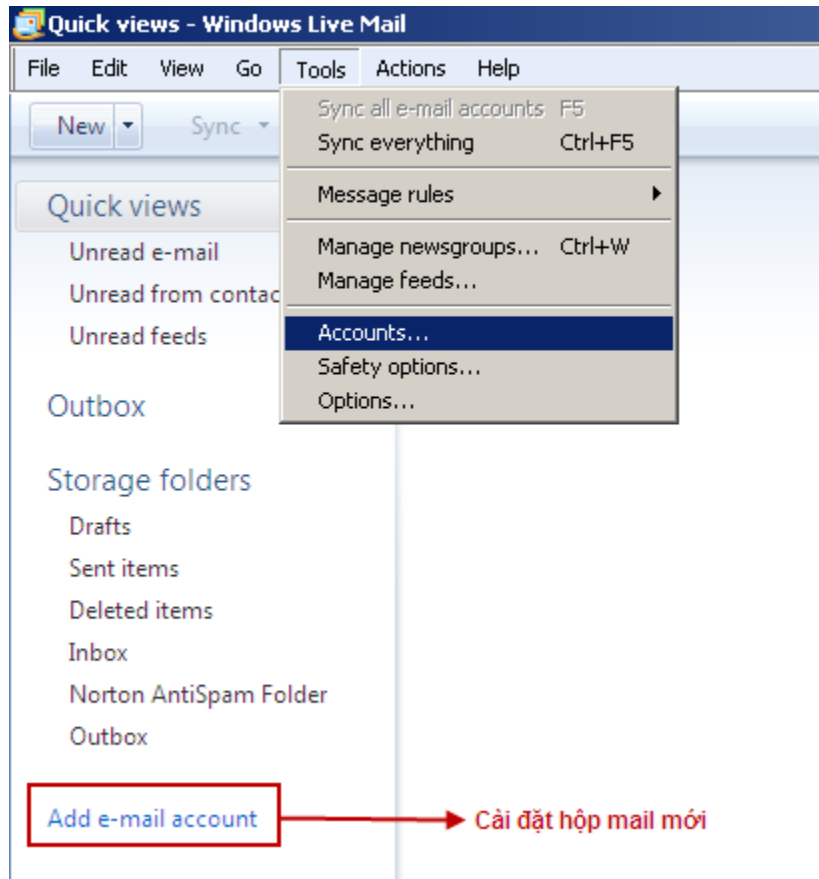 Quick views - Windows Live Mail
File Edit View Go Tools Actions Help
New Sync
Sync all e-mail accounts F5
Sync everything Ctrl+F5
Message rules
Manage newsgroups... Ctrl+W
Manage feeds...
Accounts...
Safety options...
Options...
Quick views
Unread e-mail
Unread from contac
Unread feeds
Outbox
Storage folders
Drafts
Sent items
Deleted items
Inbox
Norton AntiSpam Folder
Outbox
Add e-mail account Cài đặt hộp mail mới